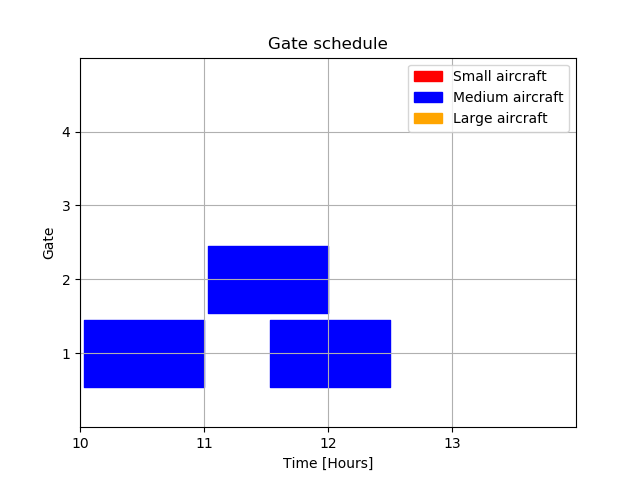 Gate schedule
Small aircraft
Medium aircraft
Large aircraft
4
3
2
1
Gate
10 11 12 13
Time [Hours]